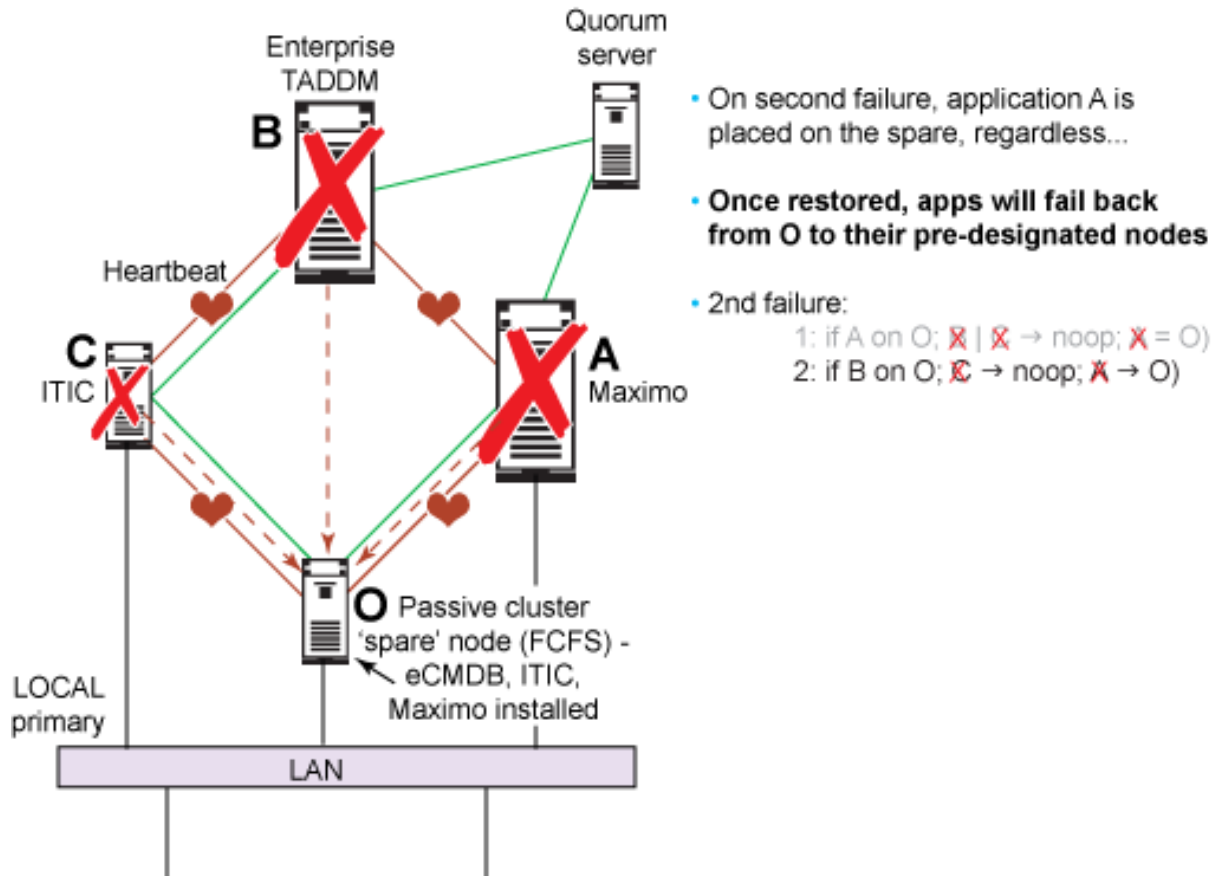 Enterprise
TADDM
B
Quorum
server
Heartbeat
C
ITIC
A
Maximo
O Passive cluster
'spare' node (FCFS) -
eCMDB, ITIC,
Maximo installed
LOCAL
primary
LAN
• On second failure, application A is
placed on the spare, regardless...
• Once restored, apps will fail back
from O to their pre-designated nodes
• 2nd failure:
1: if A on O; B | C → noop; A = O)
2: if B on O; C → noop; A → O)